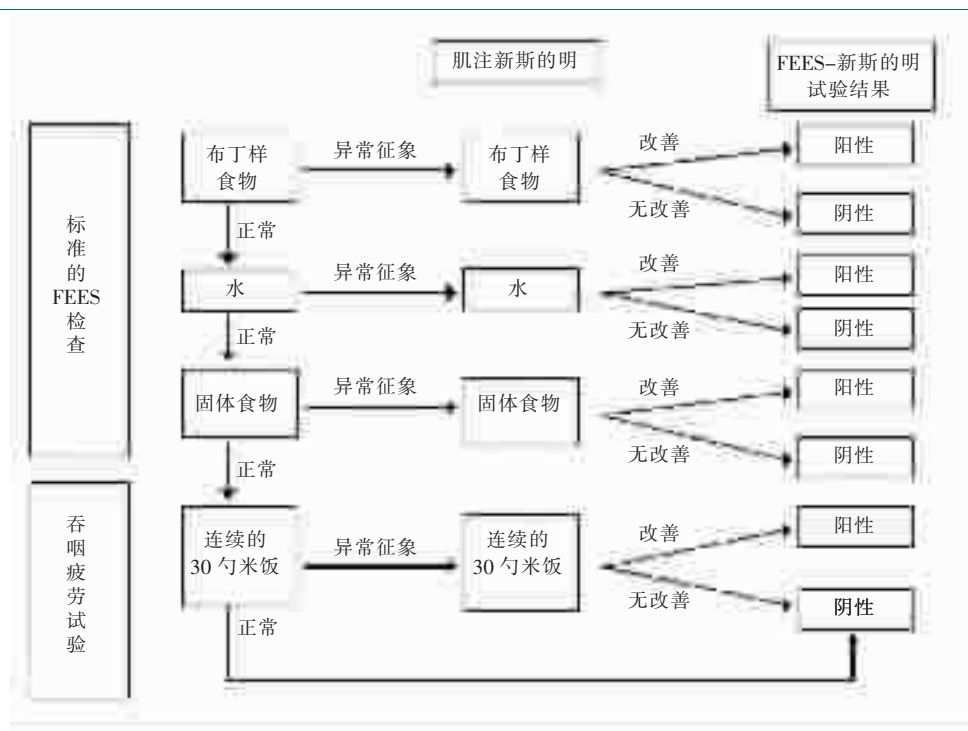 肌注新斯的明
FEES-新斯的明
试验结果
标
准
的
FEES
检
查
布丁样
食物
异常征象
布丁样
食物
改善
阳性
无改善
阴性
正常
水
异常征象
水
改善
阳性
无改善
阴性
正常
固体食物
异常征象
固体食物
改善
阳性
无改善
阴性
正常
吞
咽
疲
劳
试
验
连续的
30 勺米饭
异常征象
连续的
30 勺米饭
改善
阳性
无改善
阴性
正常